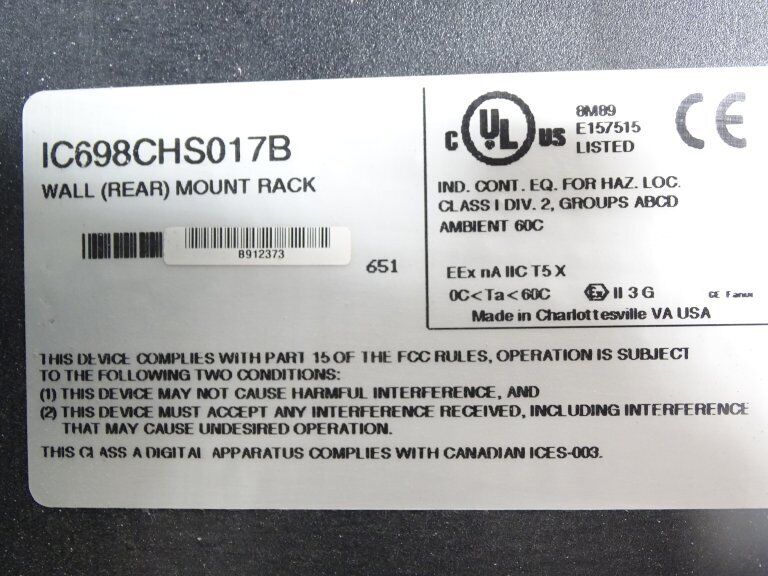 IC698CHS017B
WALL (REAR) MOUNT RACK
B912373
651
C UL US
8M89
E157515
LISTED
CE
IND. CONT. EQ. FOR HAZ. LOC.
CLASS I DIV. 2, GROUPS ABCD
AMBIENT 60C
EEx nA IIC T5 X
0C<Ta<60C Ex II 3 G GE Fanuc
Made in Charlottesville VA USA
THIS DEVICE COMPLIES WITH PART 15 OF THE FCC RULES, OPERATION IS SUBJECT
TO THE FOLLOWING TWO CONDITIONS:
(1) THIS DEVICE MAY NOT CAUSE HARMFUL INTERFERENCE, AND
(2) THIS DEVICE MUST ACCEPT ANY INTERFERENCE RECEIVED, INCLUDING INTERFERENCE
THAT MAY CAUSE UNDESIRED OPERATION.
THIS CLASS A DIGITAL APPARATUS COMPLIES WITH CANADIAN ICES-003.